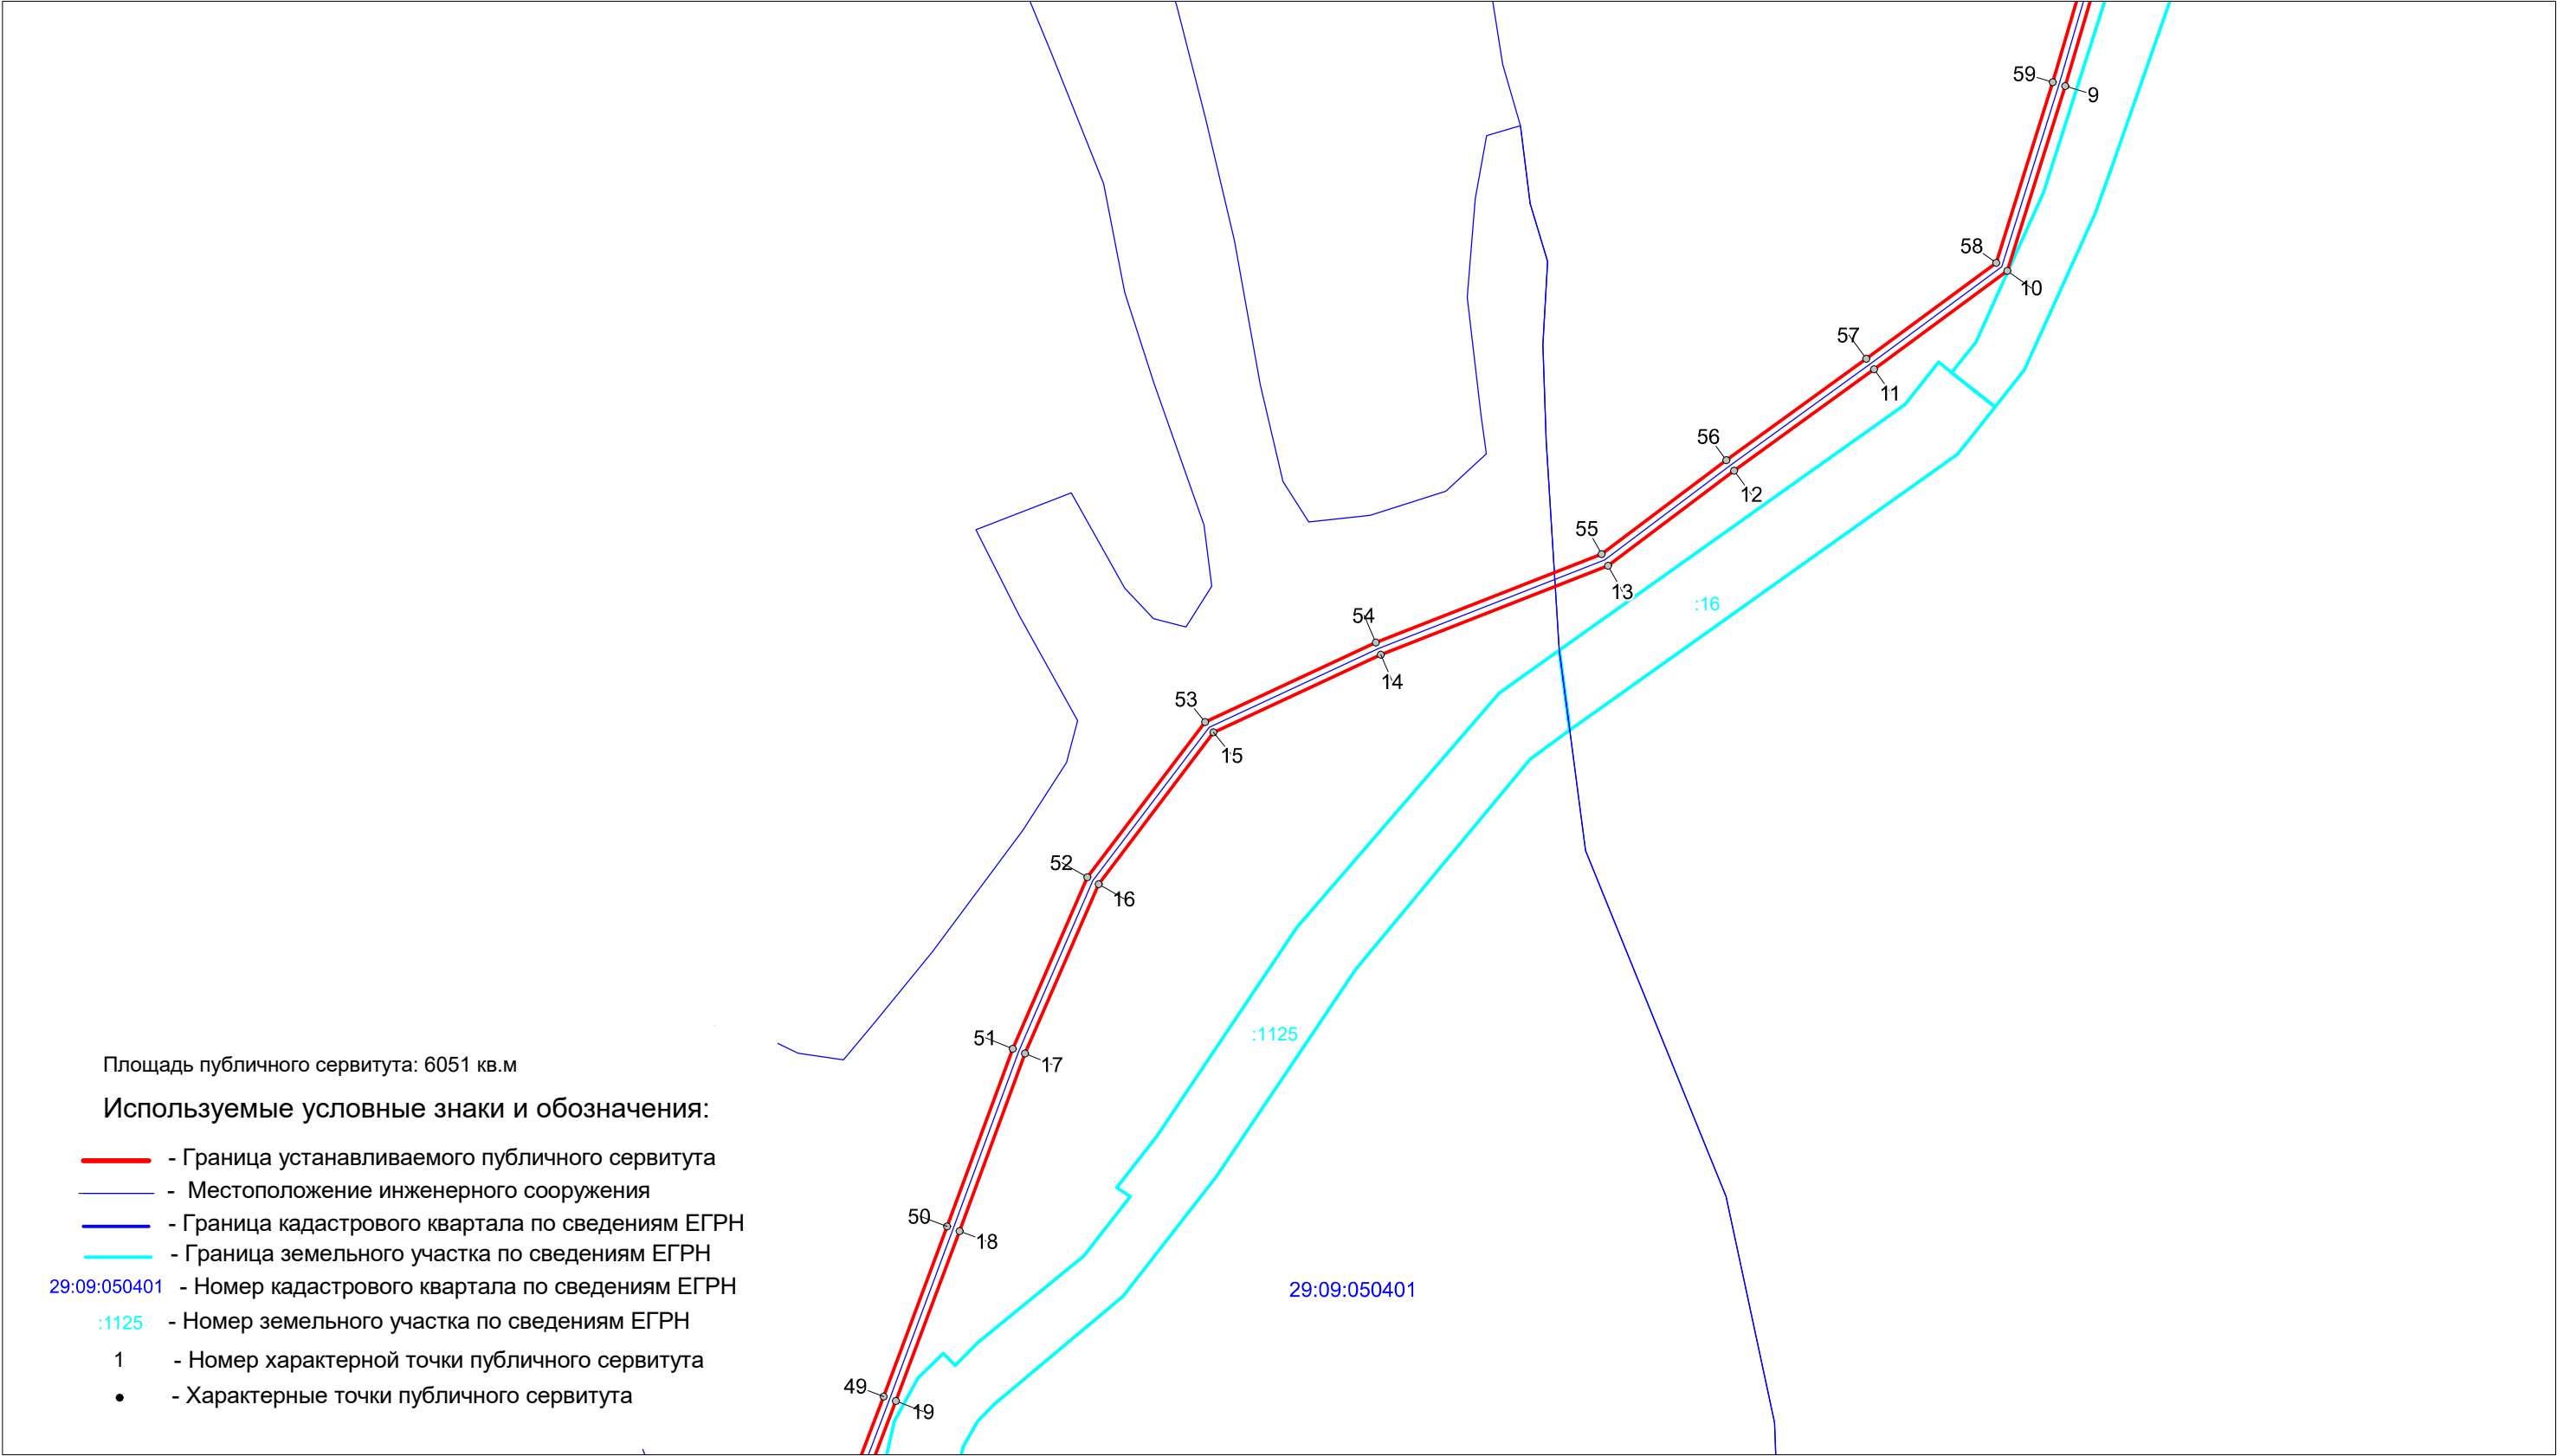 59
9
58
10
57
11
56
12
55
13
:16
54
14
53
15
52
16
51
17
:1125
50
18
29:09:050401
49
19
Площадь публичного сервитута: 6051 кв.м
Используемые условные знаки и обозначения:
- Граница устанавливаемого публичного сервитута
- Местоположение инженерного сооружения
- Граница кадастрового квартала по сведениям ЕГРН
- Граница земельного участка по сведениям ЕГРН
29:09:050401 - Номер кадастрового квартала по сведениям ЕГРН
:1125 - Номер земельного участка по сведениям ЕГРН
1 - Номер характерной точки публичного сервитута
- Характерные точки публичного сервитута